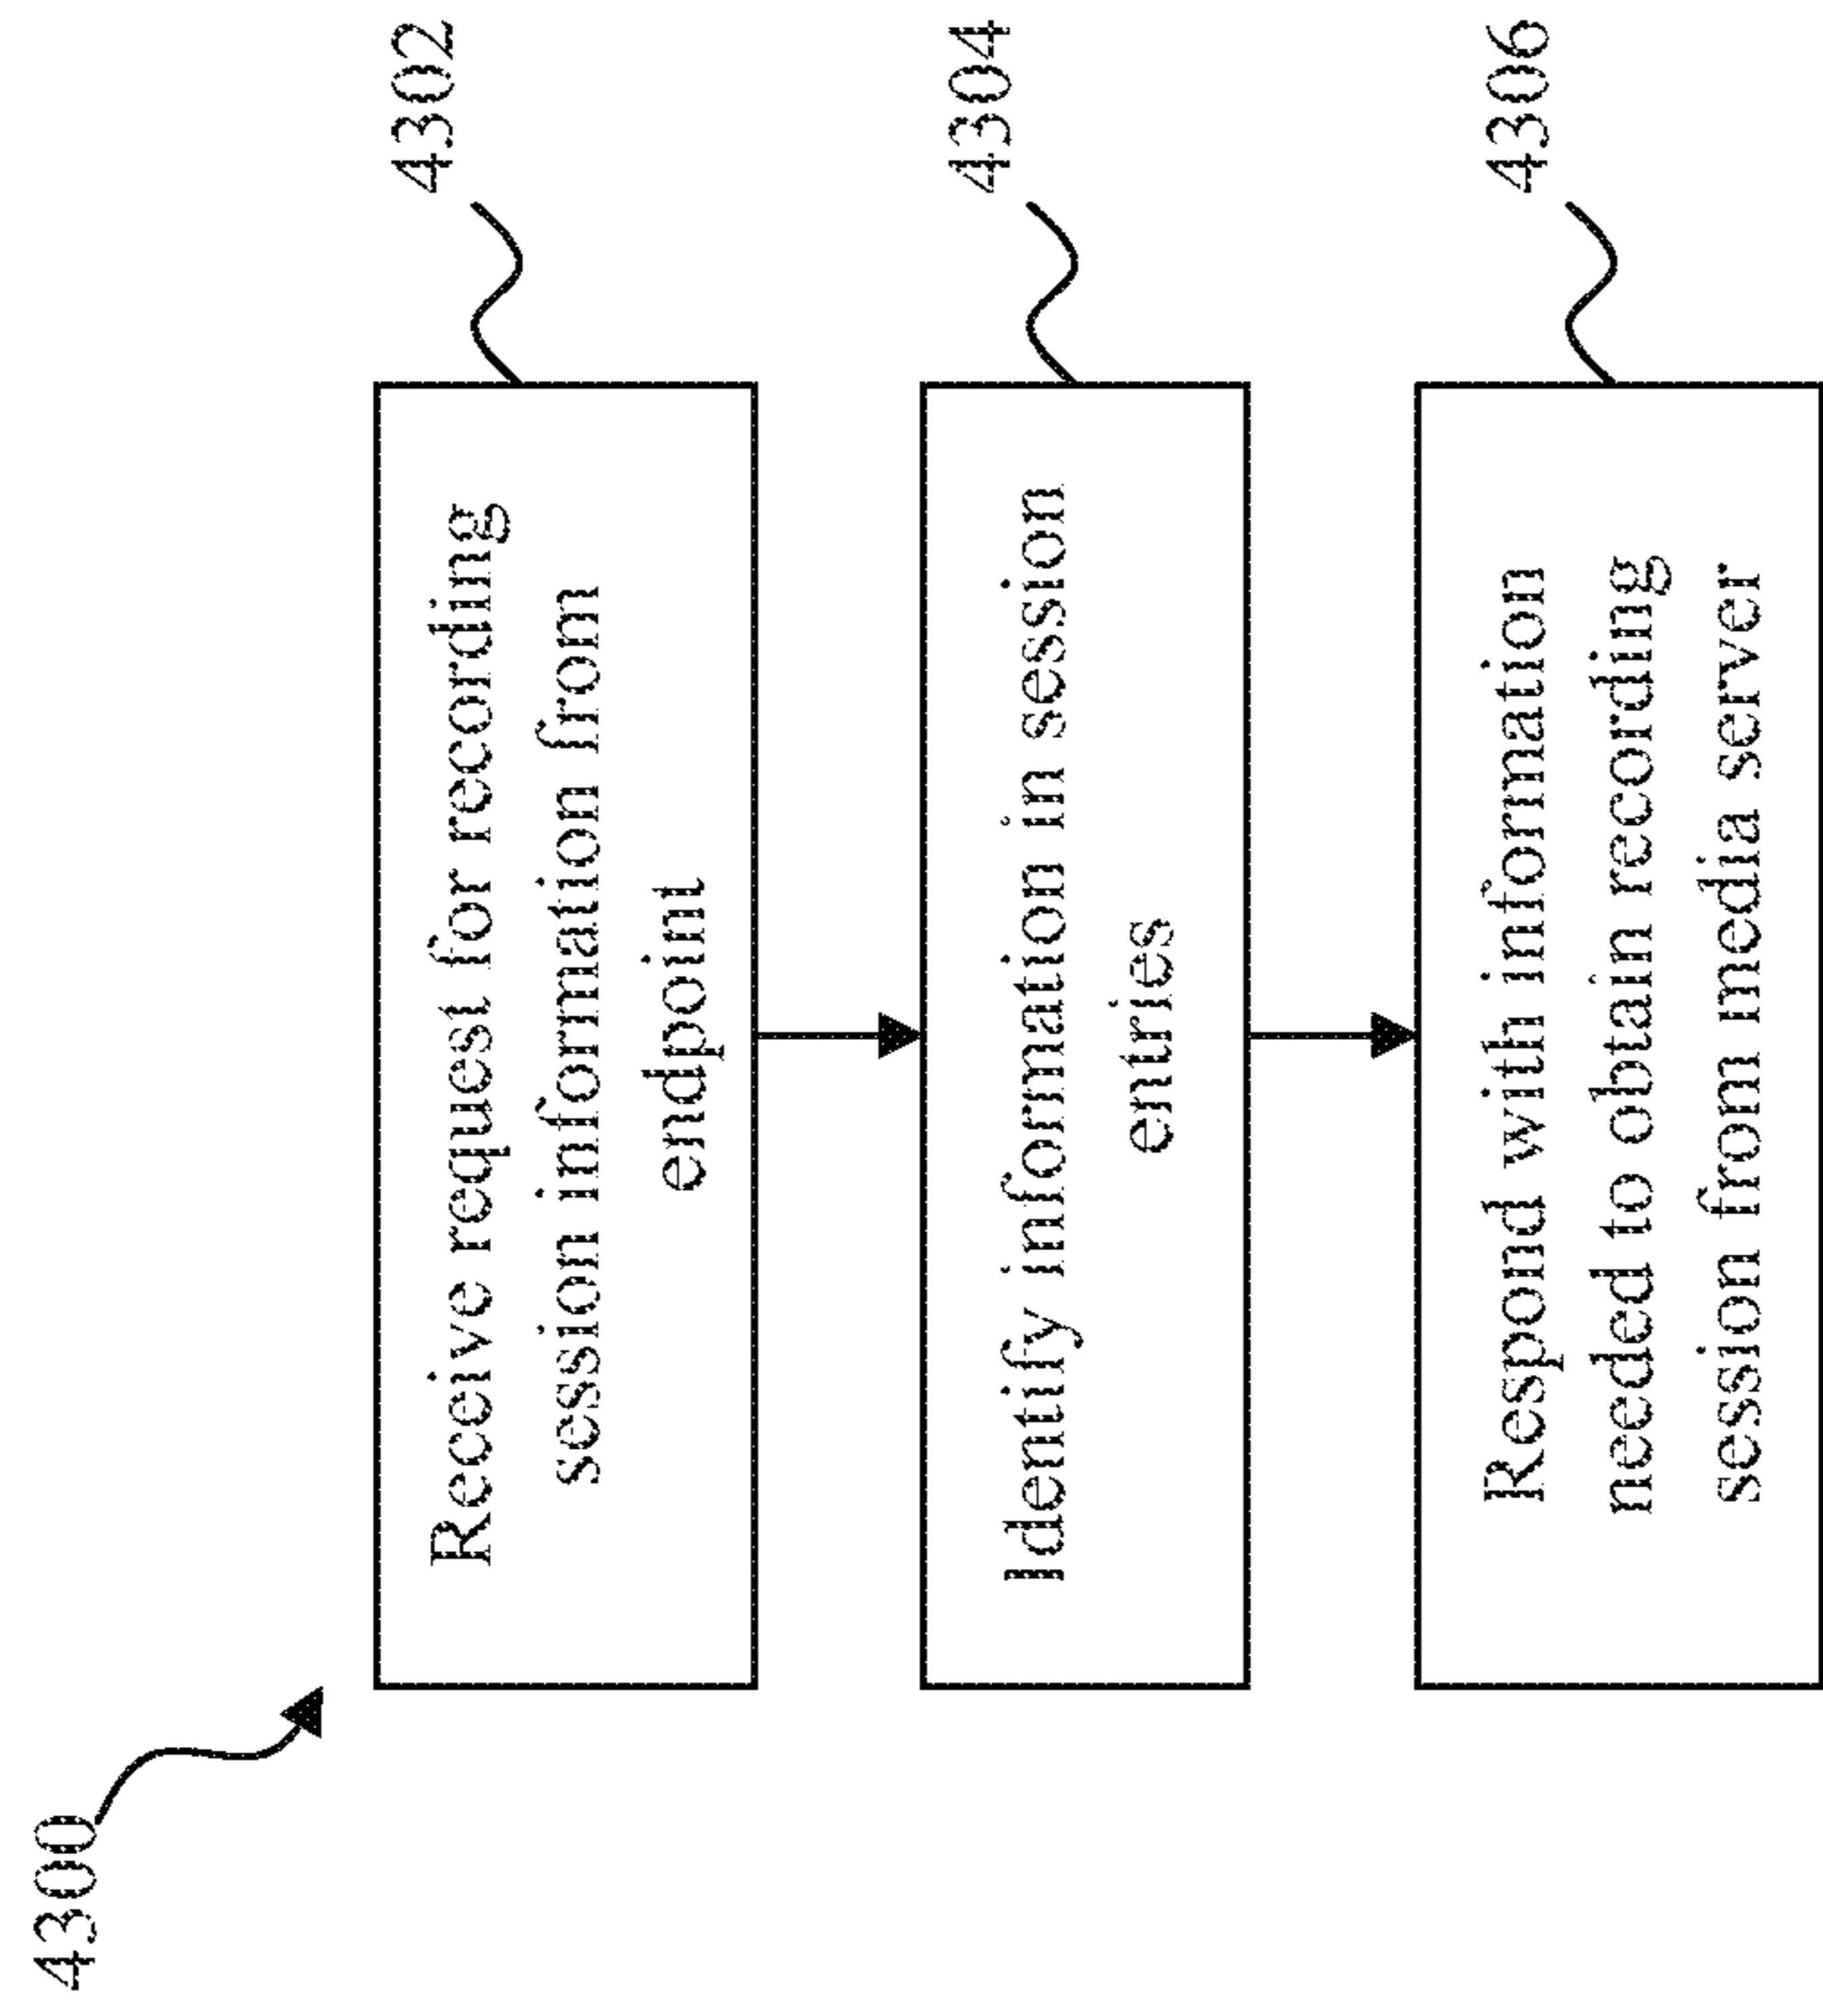 4300
Receive request for recording
session information from
endpoint
4302
Identify information in session
entries
4304
Respond with information
needed to obtain recording
session from media server
4306